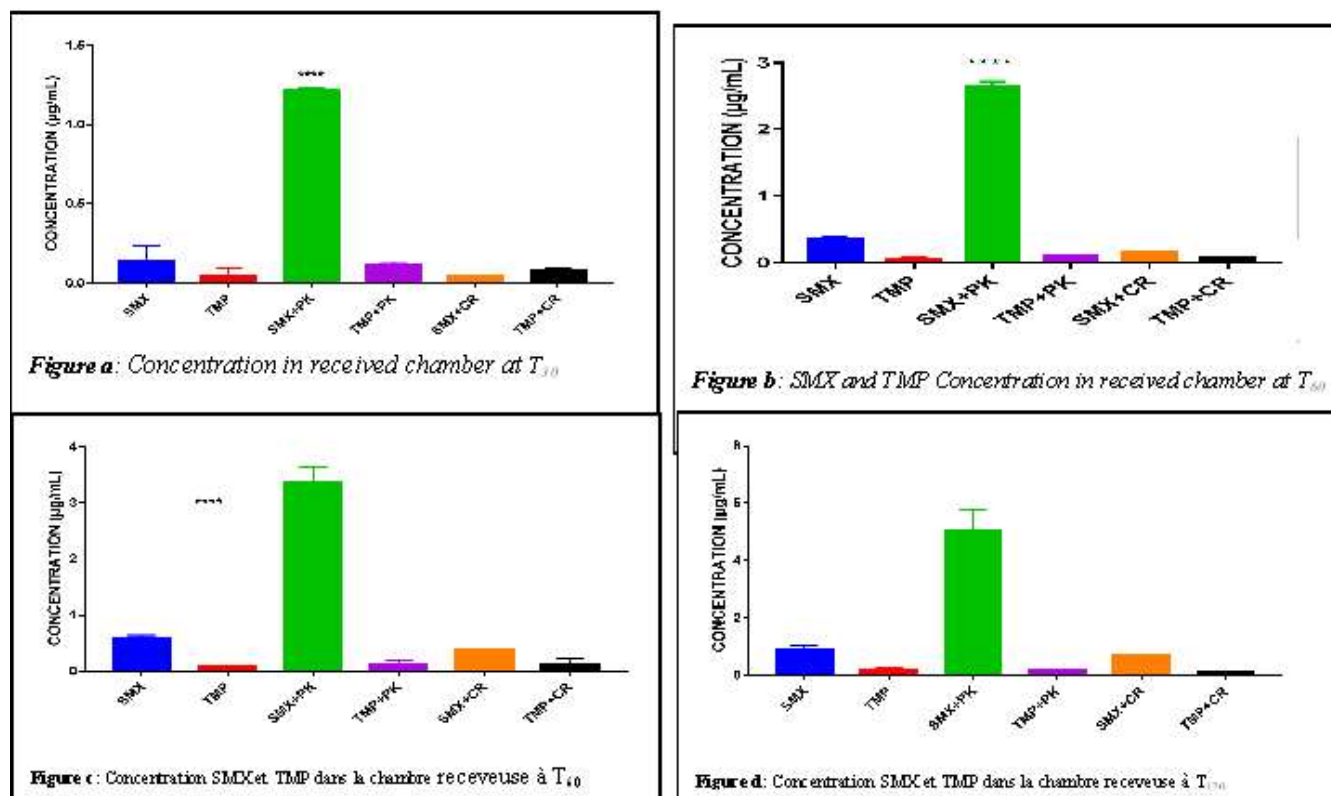 CONCENTRATION (µg/mL)
1.5
1.0
0.5
0.0
****
SMX
TMP
SMX+PK
TMP+PK
SMX+CR
TMP+CR
Figure a: Concentration in received chamber at
CONCENTRATION (µg/mL)
3
2
1
0
****
SMX
TMP
SMX+PK
TMP+PK
SMX+CR
TMP+CR
Figure b: SMX and TMP Concentration in received chamber at T60
CONCENTRATION (µg/mL)
4
3
2
1
0
****
SMX
TMP
SMX+PK
TMP+PK
SMX+CR
TMP+CR
Figure c: Concentration SMX et TMP dans la chambre receveuse à T60
CONCENTRATION (µg/mL)
8
6
4
2
0
SMX
TMP
SMX+PK
TMP+PK
SMX+CR
TMP+CR
Figure d: Concentration SMX et TMP dans la chambre receveuse à